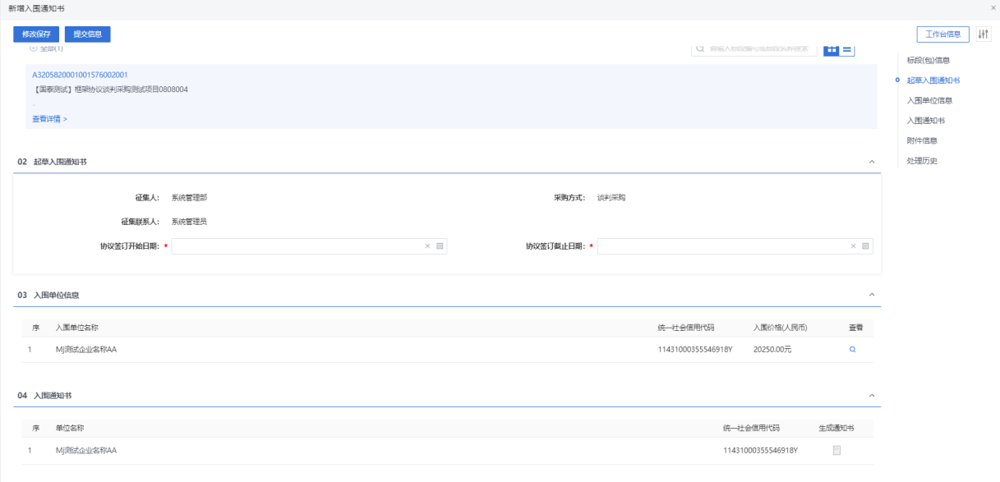 新增入围通知书
×
修改保存 提交信息 工作台信息
全部(1) 请输入标段编号或标段名称搜索
标段(包)信息
起草入围通知书
入围单位信息
入围通知书
附件信息
处理历史
A3205820001001576002001
【国泰测试】框架协议谈判采购测试项目0808004
查看详情 >
02 起草入围通知书
征集人： 系统管理部 采购方式： 谈判采购
征集联系人： 系统管理员
协议签订开始日期： * 协议签订截止日期： *
03 入围单位信息
序 入围单位名称 统一社会信用代码 入围价格(人民币) 查看
1 Mj测试企业名称AA 11431000355546918Y 20250.00元
04 入围通知书
序 单位名称 统一社会信用代码 生成通知书
1 Mj测试企业名称AA 11431000355546918Y